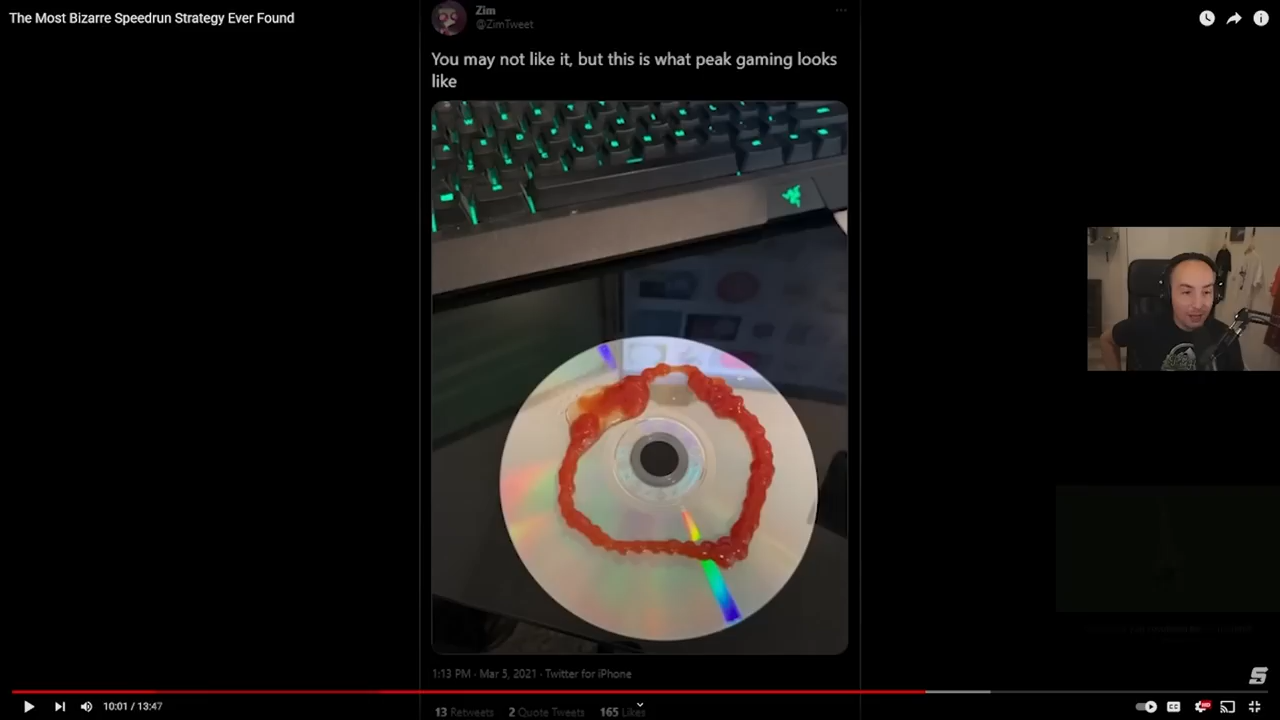 The Most Bizarre Speedrun Strategy Ever Found
Zim
@ZimTweet
You may not like it, but this is what peak gaming looks
like
1:13 PM · Mar 5, 2021 · Twitter for iPhone
13 Retweets 2 Quote Tweets 165 Likes
10:01 / 13:47
CC